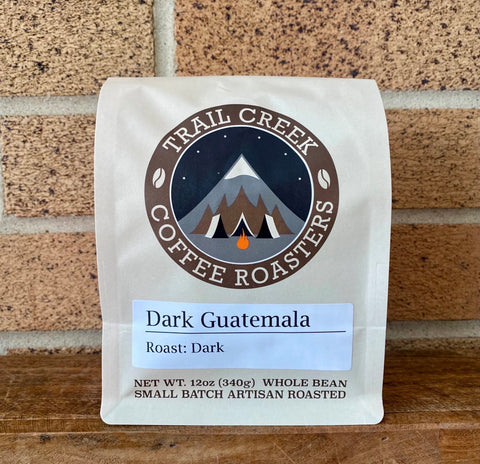 TRAIL CREEK
COFFEE ROASTERS
Dark Guatemala
Roast: Dark
NET WT. 12oz (340g) WHOLE BEAN
SMALL BATCH ARTISAN ROASTED